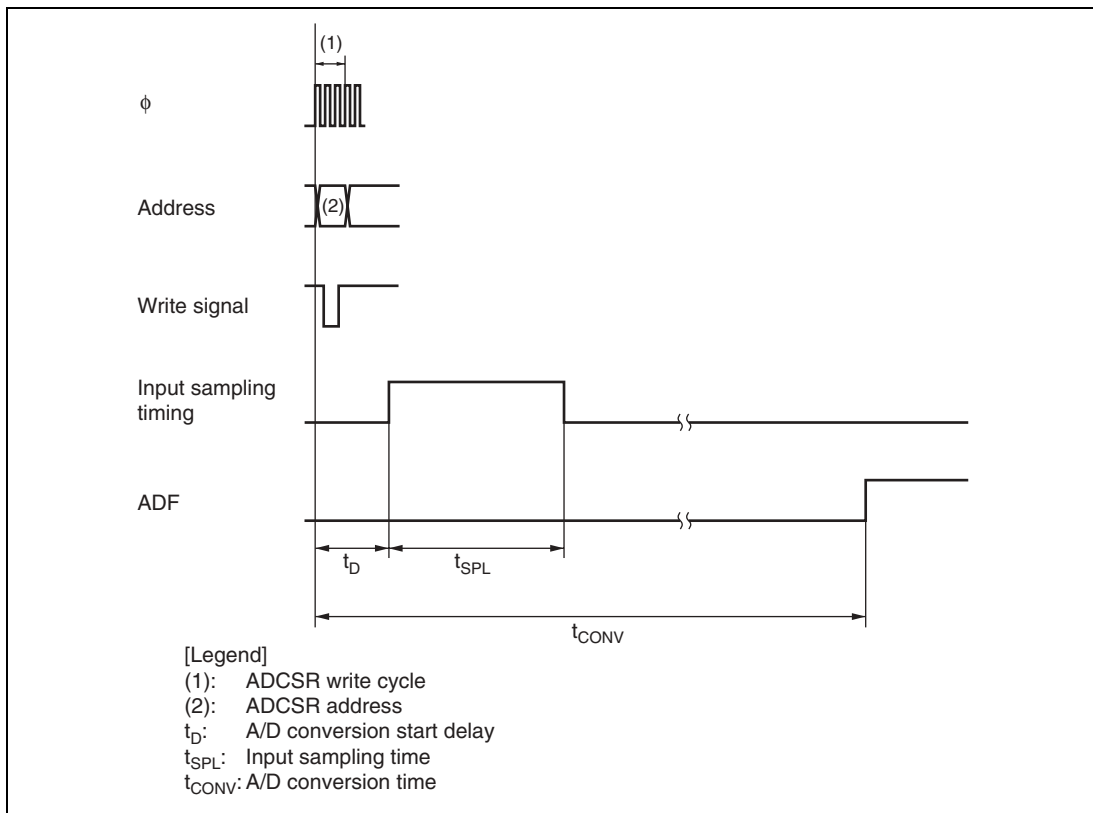 (1)
ϕ
Address
(2)
Write signal
Input sampling
timing
ADF
tD
tSPL
tCONV
[Legend]
(1): ADCSR write cycle
(2): ADCSR address
tD: A/D conversion start delay
tSPL: Input sampling time
tCONV: A/D conversion time